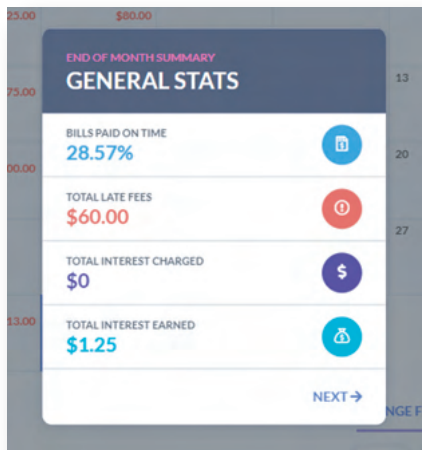 25.00 $80.00
END OF MONTH SUMMARY
GENERAL STATS
13
75.00
BILLS PAID ON TIME
28.57%
20
00.00
TOTAL LATE FEES
$60.00
27
TOTAL INTEREST CHARGED
$0
13.00
TOTAL INTEREST EARNED
$1.25
NEXT→
NGE F